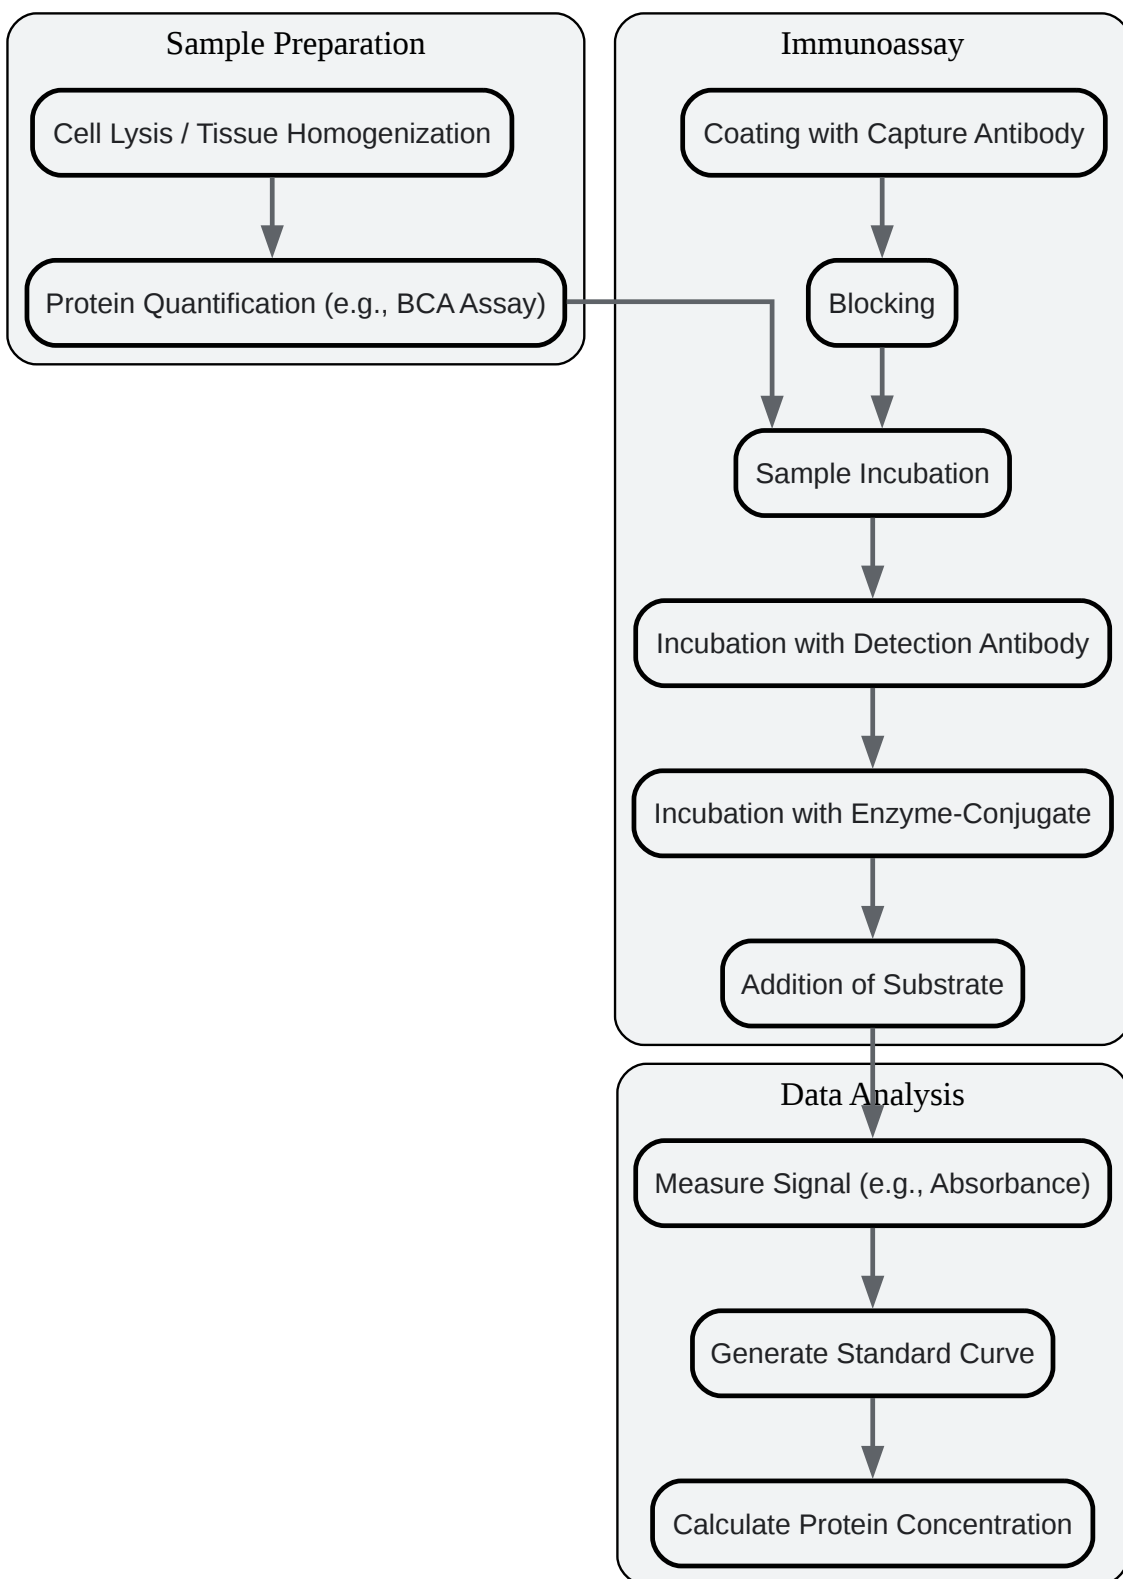 Sample Preparation
Cell Lysis / Tissue Homogenization
Protein Quantification (e.g., BCA Assay)
Immunoassay
Coating with Capture Antibody
Blocking
Sample Incubation
Incubation with Detection Antibody
Incubation with Enzyme-Conjugate
Addition of Substrate
Data Analysis
Measure Signal (e.g., Absorbance)
Generate Standard Curve
Calculate Protein Concentration